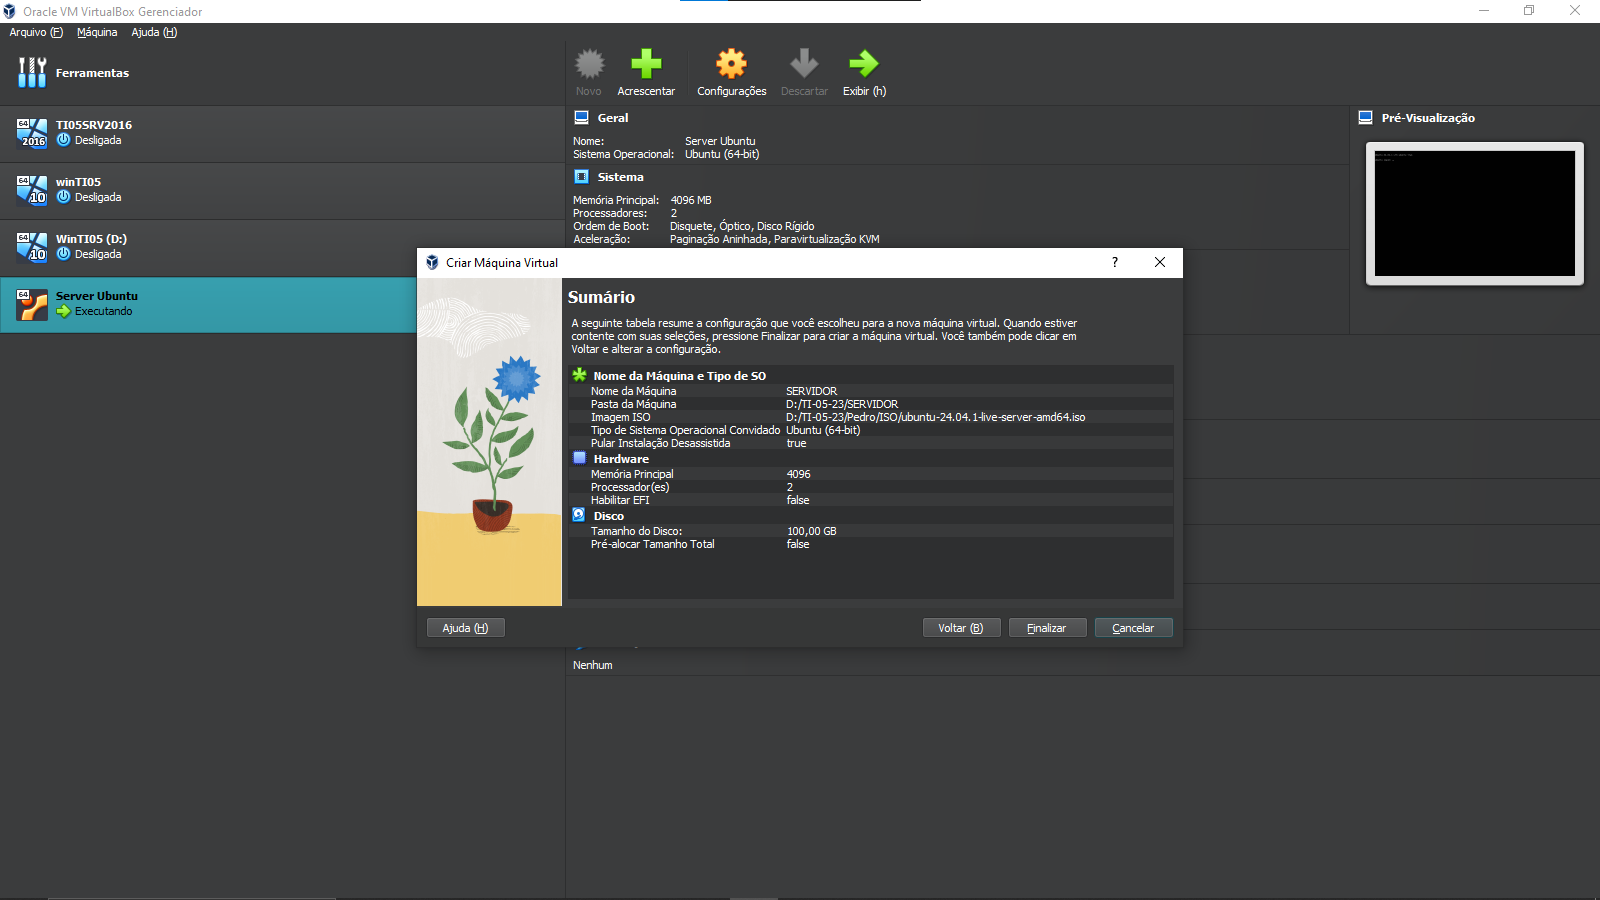 Oracle VM VirtualBox Gerenciador
Arquivo (F) Máquina Ajuda (H)
Ferramentas
Novo Acrescentar Configurações Descartar Exibir (h)
64 2016 TI05SRV2016
Desligada
64 10 winTI05
Desligada
64 10 WinTI05 (D:)
Desligada
64 Server Ubuntu
Executando
Geral
Nome: Server Ubuntu
Sistema Operacional: Ubuntu (64-bit)
Sistema
Memória Principal: 4096 MB
Processadores: 2
Ordem de Boot: Disquete, Óptico, Disco Rígido
Aceleração: Paginação Aninhada, Paravirtualização KVM
Pré-Visualização
Criar Máquina Virtual ?
Sumário
A seguinte tabela resume a configuração que você escolheu para a nova máquina virtual. Quando estiver
contente com suas seleções, pressione Finalizar para criar a máquina virtual. Você também pode clicar em
Voltar e alterar a configuração.
Nome da Máquina e Tipo de SO
Nome da Máquina SERVIDOR
Pasta da Máquina D:/TI-05-23/SERVIDOR
Imagem ISO D:/TI-05-23/Pedro/ISO/ubuntu-24.04.1-live-server-amd64.iso
Tipo de Sistema Operacional Convidado Ubuntu (64-bit)
Pular Instalação Desassistida true
Hardware
Memória Principal 4096
Processador(es) 2
Habilitar EFI false
Disco
Tamanho do Disco: 100,00 GB
Pré-alocar Tamanho Total false
Ajuda (H) Voltar (B) Finalizar Cancelar
Nenhum